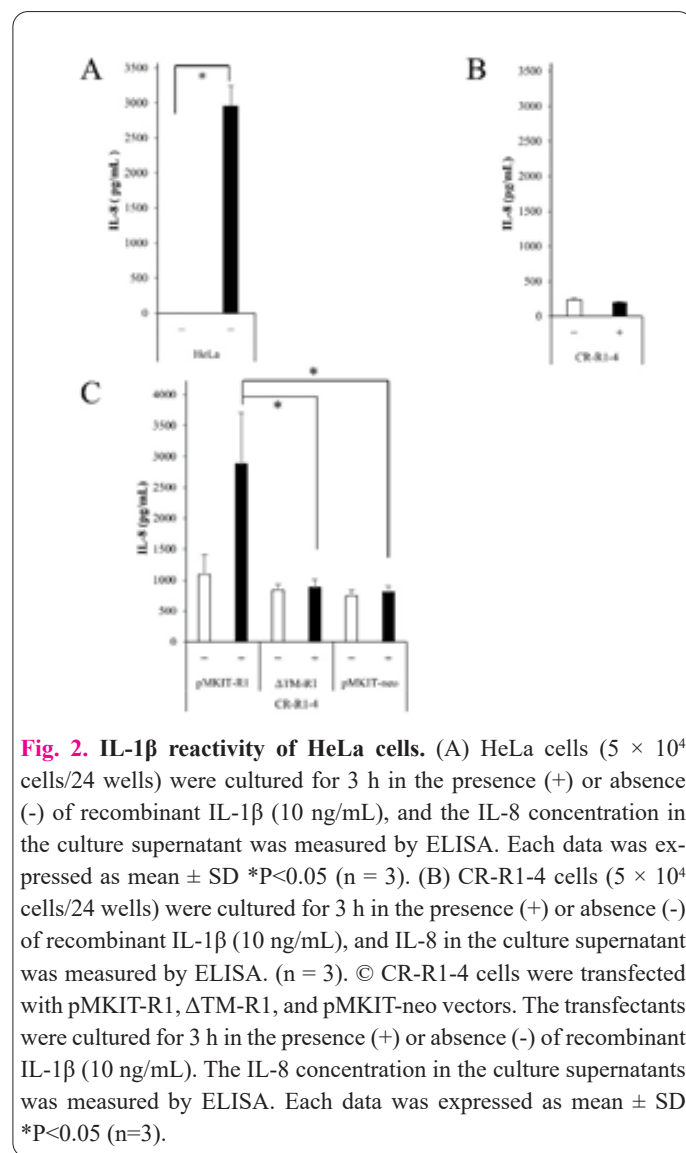 A
B
3500
3000
2500
2000
1500
1000
500
0
IL-8 ( pg/mL )
*
−
−
HeLa
3500
3000
2500
2000
1500
1000
500
0
IL-8 (pg/mL)
−
+
CR-R1-4
C
4000
3500
3000
2500
2000
1500
1000
500
0
IL-8 (pg/mL)
*
*
−
−
−
−
−
−
pMKIT-R1
ΔTM-R1
pMKIT-neo
CR-R1-4
Fig. 2. IL-1β reactivity of HeLa cells. (A) HeLa cells (5 × 10⁴
cells/24 wells) were cultured for 3 h in the presence (+) or absence
(-) of recombinant IL-1β (10 ng/mL), and the IL-8 concentration in
the culture supernatant was measured by ELISA. Each data was ex-
pressed as mean ± SD *P<0.05 (n = 3). (B) CR-R1-4 cells (5 × 10⁴
cells/24 wells) were cultured for 3 h in the presence (+) or absence (-)
of recombinant IL-1β (10 ng/mL), and IL-8 in the culture supernatant
was measured by ELISA. (n = 3). © CR-R1-4 cells were transfected
with pMKIT-R1, ΔTM-R1, and pMKIT-neo vectors. The transfectants
were cultured for 3 h in the presence (+) or absence (-) of recombinant
IL-1β (10 ng/mL). The IL-8 concentration in the culture supernatants
was measured by ELISA. Each data was expressed as mean ± SD
*P<0.05 (n=3).